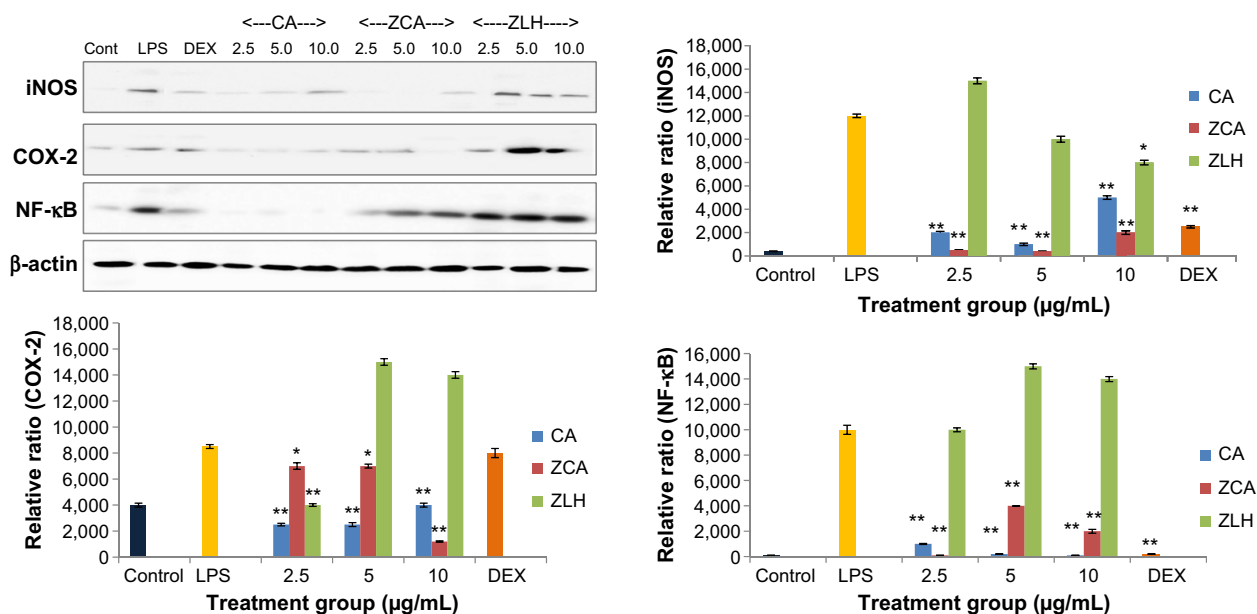 <---CA---> <---ZCA---> <----ZLH---->
Cont LPS DEX 2.5 5.0 10.0 2.5 5.0 10.0 2.5 5.0 10.0
iNOS
COX-2
NF-κB
β-actin
Relative ratio (iNOS)
18,000
16,000
14,000
12,000
10,000
8,000
6,000
4,000
2,000
0
*
**
** **
** **
**
**
CA
ZCA
ZLH
Control LPS 2.5 5 10 DEX
Treatment group (µg/mL)
Relative ratio (COX-2)
18,000
16,000
14,000
12,000
10,000
8,000
6,000
4,000
2,000
0
* *
** **
** **
**
CA
ZCA
ZLH
Control LPS 2.5 5 10 DEX
Treatment group (µg/mL)
Relative ratio (NF-κB)
16,000
14,000
12,000
10,000
8,000
6,000
4,000
2,000
0
**
** **
** ** ** **
**
CA
ZCA
ZLH
Control LPS 2.5 5 10 DEX
Treatment group (µg/mL)